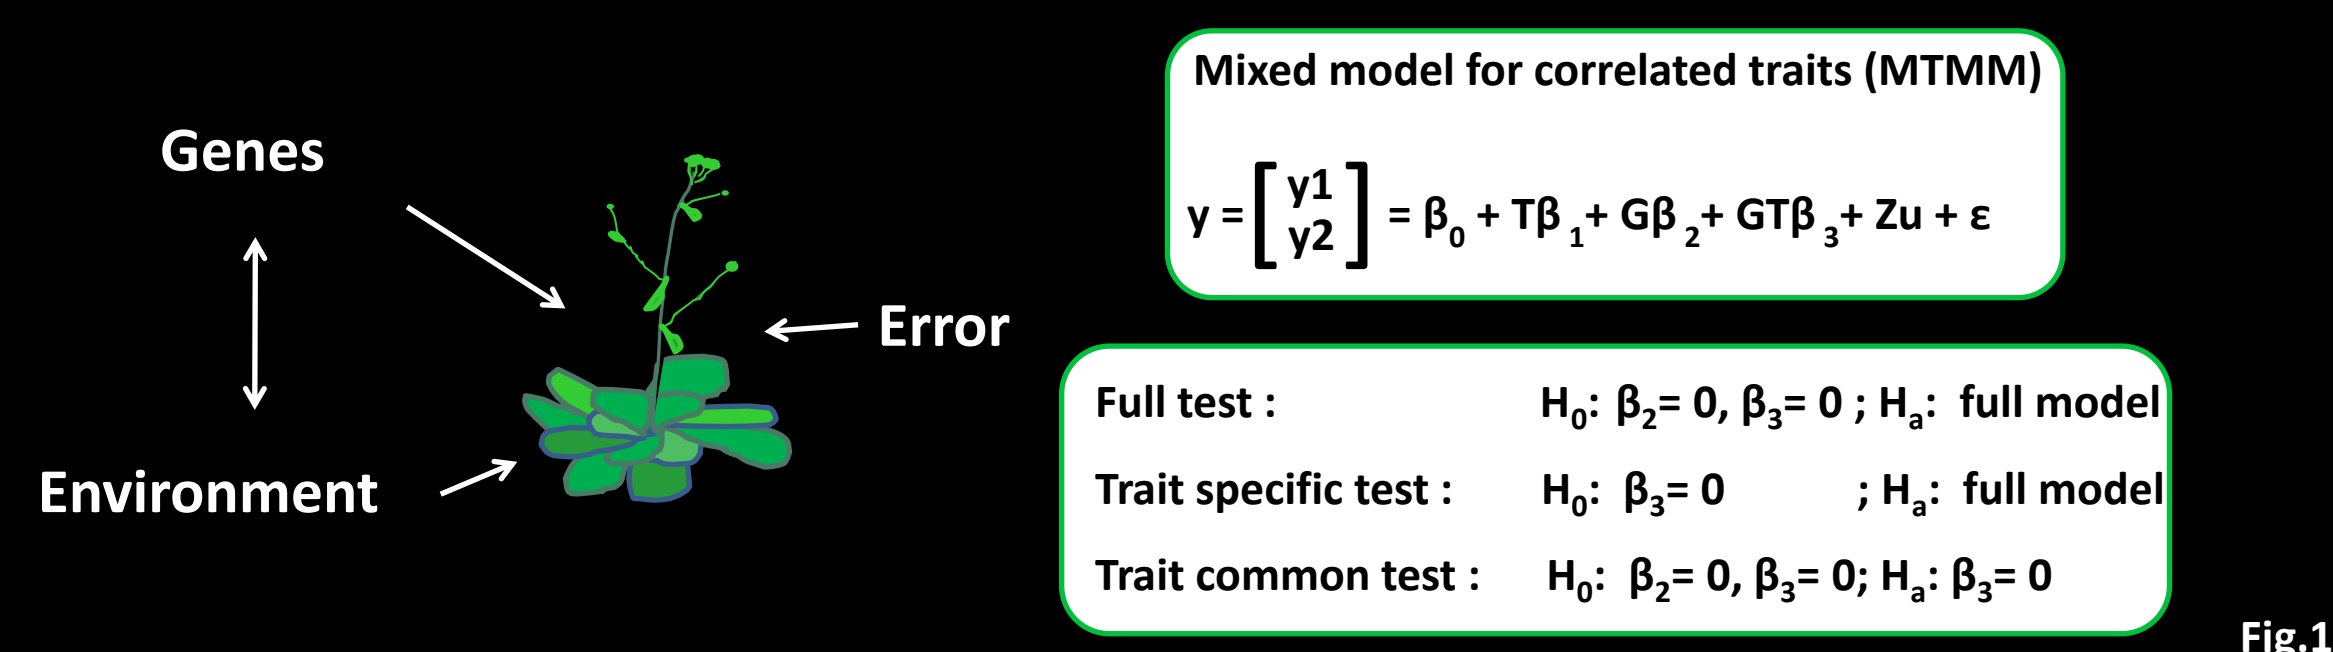 Genes
Environment
Error
Mixed model for correlated traits (MTMM)
y = [ y1 y2 ] = β₀ + Tβ₁ + Gβ₂ + GTβ₃ + Zu + ε
Full test : H₀: β₂= 0, β₃= 0 ; Hₐ: full model
Trait specific test : H₀: β₃= 0 ; Hₐ: full model
Trait common test : H₀: β₂= 0, β₃= 0; Hₐ: β₃= 0
Fig.1